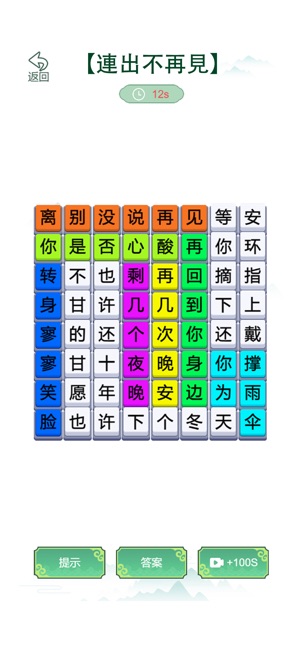 返回
【連出不再見】
12s
离别没说再见等安
你是否心酸再你环
转不也剩再回摘指
身甘许几几到下上
寥的还个次你还戴
寥甘十夜晚身你撑
笑愿年晚安边为雨
脸也许下个冬天伞
提示
答案
+100S